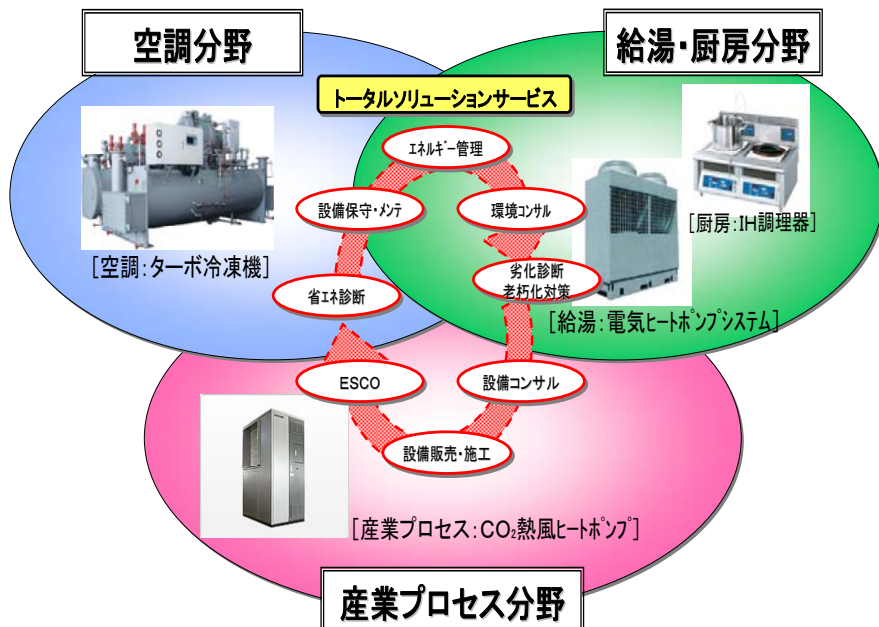 空調分野
給湯・厨房分野
トータルソリューションサービス
エネルギー管理
設備保守・メンテ
環境コンサル
[厨房:IH調理器]
[空調:ターボ冷凍機]
劣化診断
老朽化対策
省エネ診断
[給湯:電気ヒートポンプシステム]
ESCO
設備コンサル
設備販売・施工
[産業プロセス:CO₂熱風ヒートポンプ]
産業プロセス分野